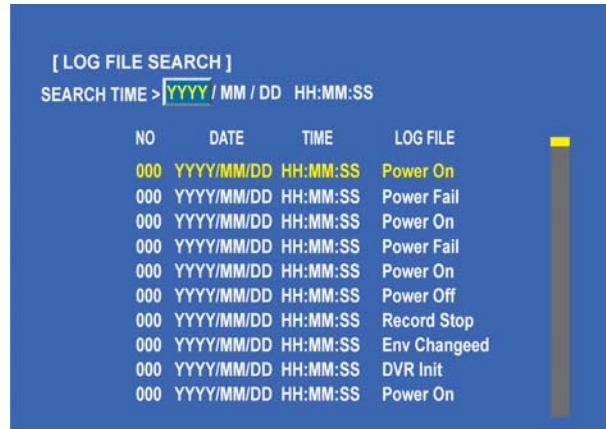 [ LOG FILE SEARCH ]
SEARCH TIME > YYYY / MM / DD HH:MM:SS
NO DATE TIME LOG FILE
000 YYYY/MM/DD HH:MM:SS Power On
000 YYYY/MM/DD HH:MM:SS Power Fail
000 YYYY/MM/DD HH:MM:SS Power On
000 YYYY/MM/DD HH:MM:SS Power Fail
000 YYYY/MM/DD HH:MM:SS Power On
000 YYYY/MM/DD HH:MM:SS Power Off
000 YYYY/MM/DD HH:MM:SS Record Stop
000 YYYY/MM/DD HH:MM:SS Env Changeed
000 YYYY/MM/DD HH:MM:SS DVR Init
000 YYYY/MM/DD HH:MM:SS Power On